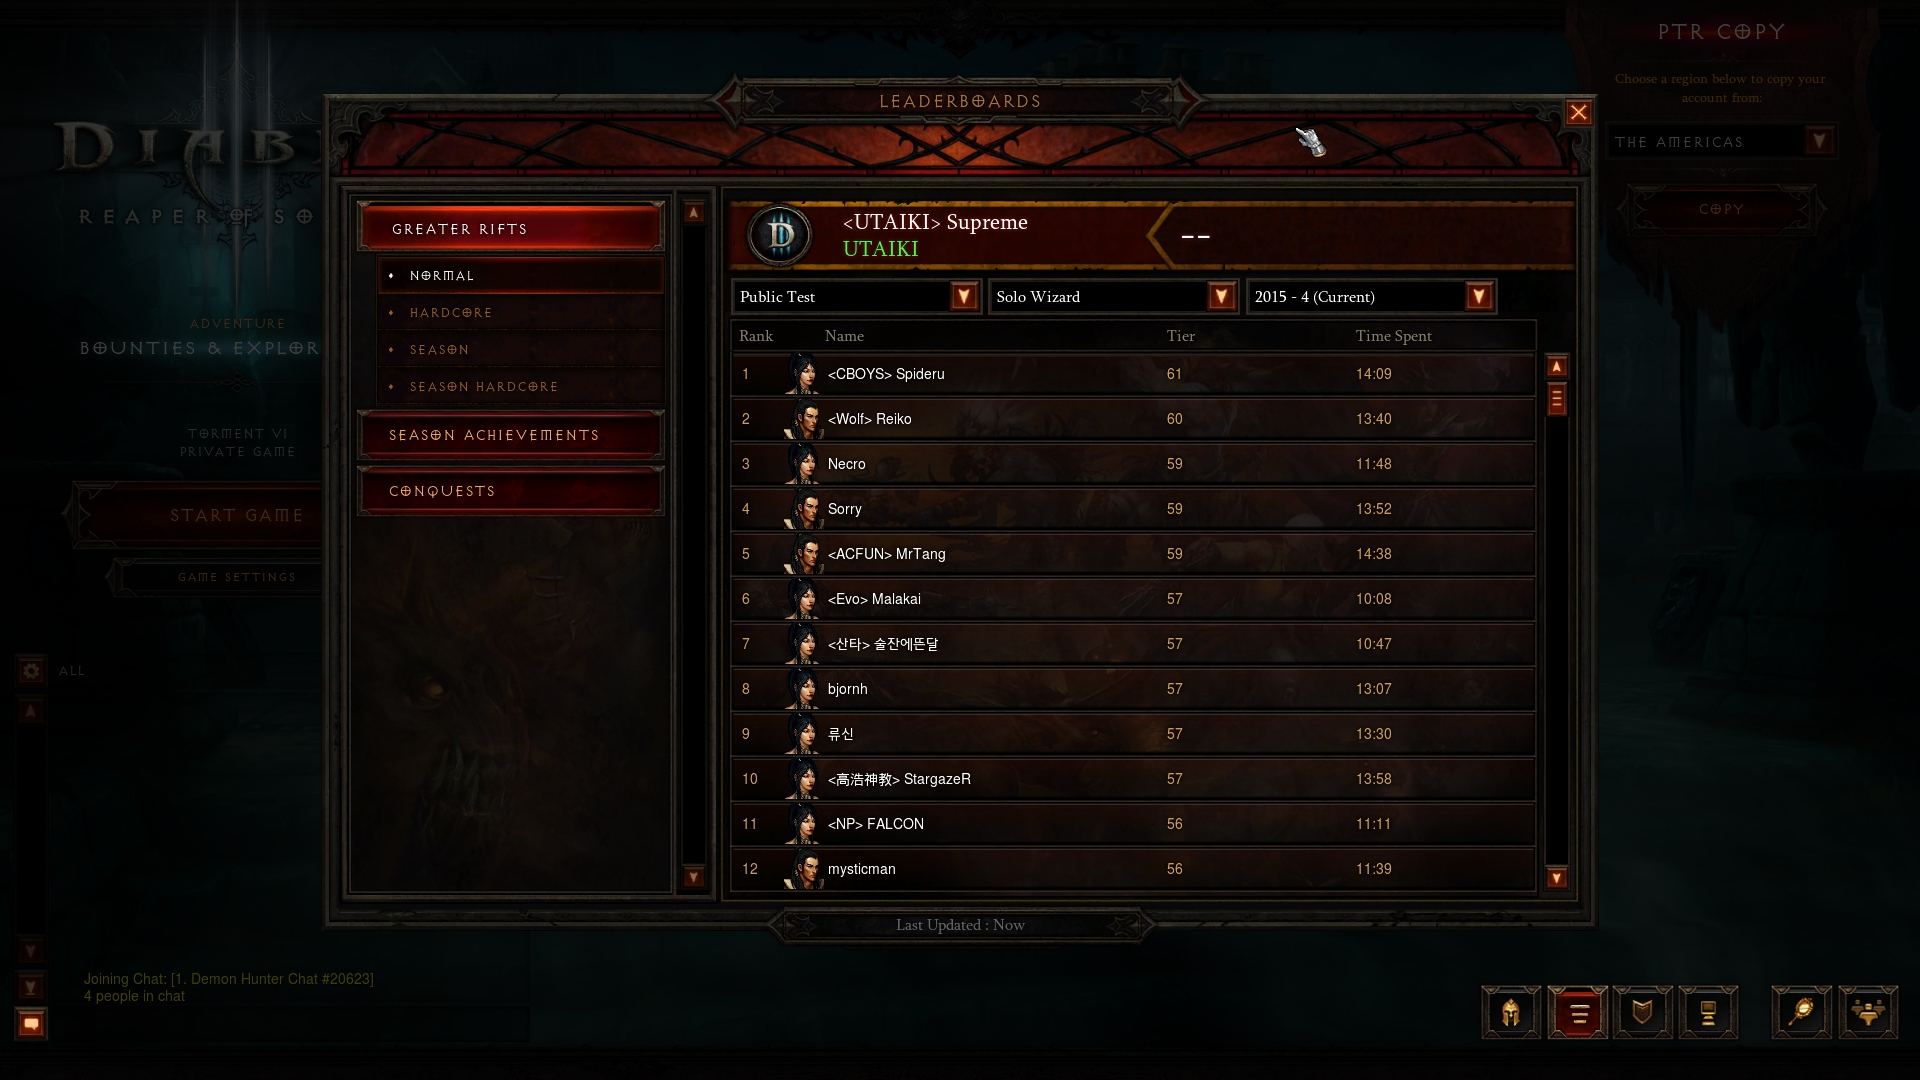 LEADERBOARDS
PTR COPY
Choose a region below to copy your
account from:
THE AMERICAS
COPY
DIAB
REAPER OF SO
ADVENTURE
BOUNTIES & EXPLOR
TORMENT VI
PRIVATE GAME
START GAME
GAME SETTINGS
ALL
GREATER RIFTS
NORMAL
HARDCORE
SEASON
SEASON HARDCORE
SEASON ACHIEVEMENTS
CONQUESTS
D
<UTAIKI> Supreme
UTAIKI
--
Public Test Solo Wizard 2015 - 4 (Current)
Rank Name Tier Time Spent
1 <CBOYS> Spideru 61 14:09
2 <Wolf> Reiko 60 13:40
3 Necro 59 11:48
4 Sorry 59 13:52
5 <ACFUN> MrTang 59 14:38
6 <Evo> Malakai 57 10:08
7 <산타> 술잔에뜬달 57 10:47
8 bjornh 57 13:07
9 류신 57 13:30
10 <高浩神教> StargazeR 57 13:58
11 <NP> FALCON 56 11:11
12 mysticman 56 11:39
Last Updated : Now
Joining Chat: [1. Demon Hunter Chat #20623]
4 people in chat